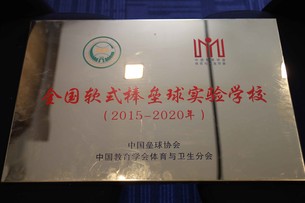 全国软式棒垒球实验学校
(2015-2020年)
中国垒球协会
中国教育学会体育与卫生分会